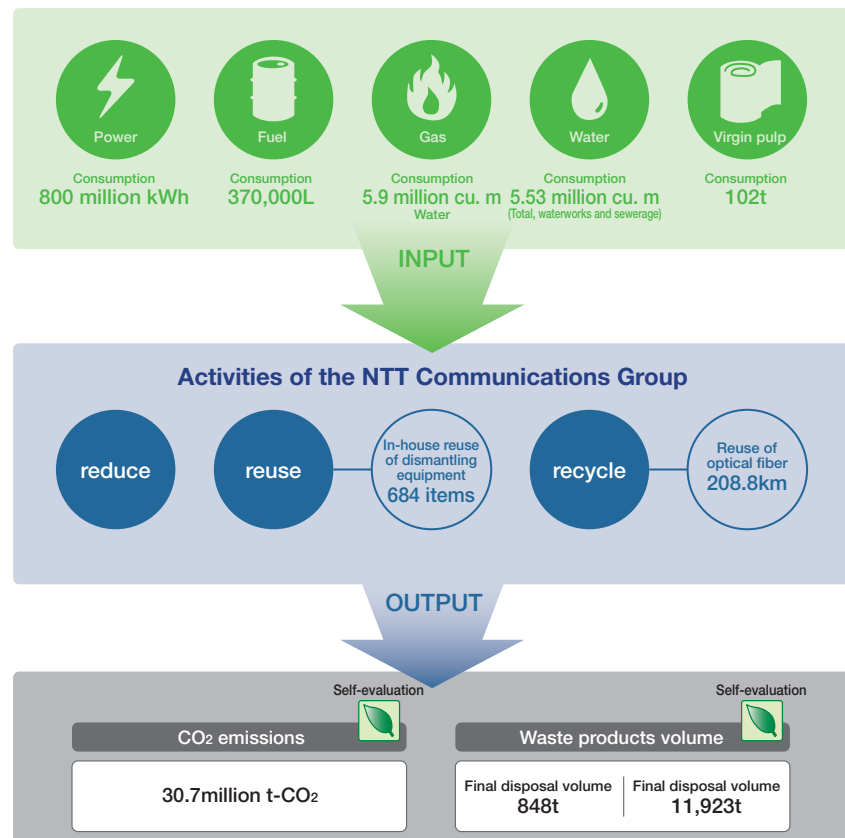 Power
Fuel
Gas
Water
Virgin pulp
Consumption
800 million kWh
Consumption
370,000L
Consumption
5.9 million cu. m
Water
Consumption
5.53 million cu. m
(Total, waterworks and sewerage)
Consumption
102t
INPUT
Activities of the NTT Communications Group
reduce
reuse
In-house reuse
of dismantling
equipment
684 items
recycle
Reuse of
optical fiber
208.8km
OUTPUT
Self-evaluation
CO₂ emissions
30.7million t-CO₂
Self-evaluation
Waste products volume
Final disposal volume
848t
Final disposal volume
11,923t